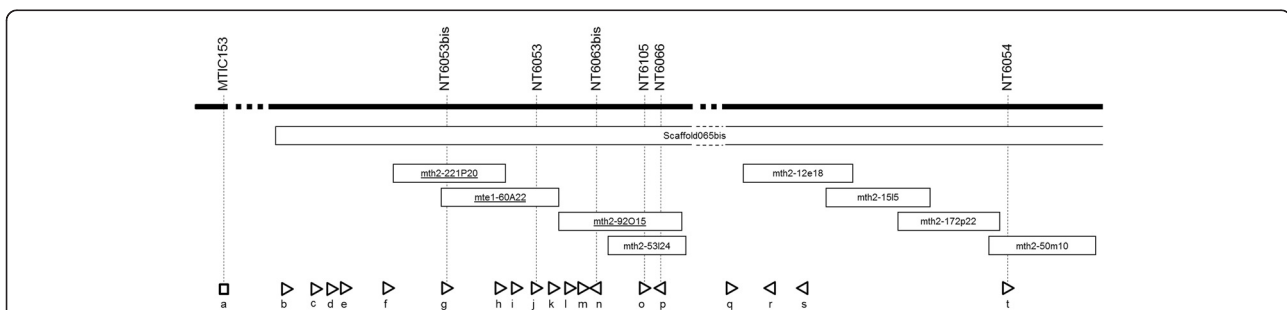 MTIC153
NT6053bis
NT6053
NT6063bis
NT6105
NT6066
NT6054
Scaffold065bis
mth2-221P20
mth2-12e18
mte1-60A22
mth2-15l5
mth2-92O15
mth2-172p22
mth2-53I24
mth2-50m10
a b c d e f g h i j k l m n o p q r s t